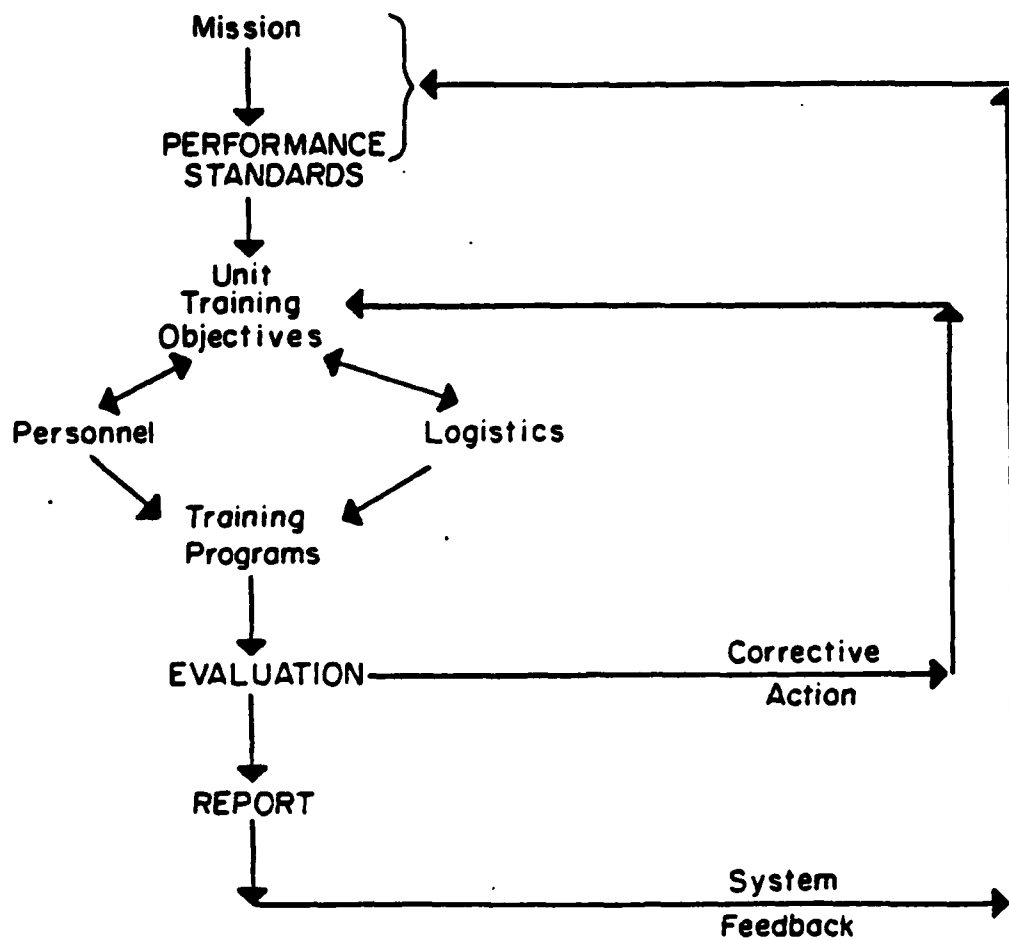 Mission
PERFORMANCE
STANDARDS
Unit
Training
Objectives
Personnel
Logistics
Training
Programs
EVALUATION
Corrective
Action
REPORT
System
Feedback